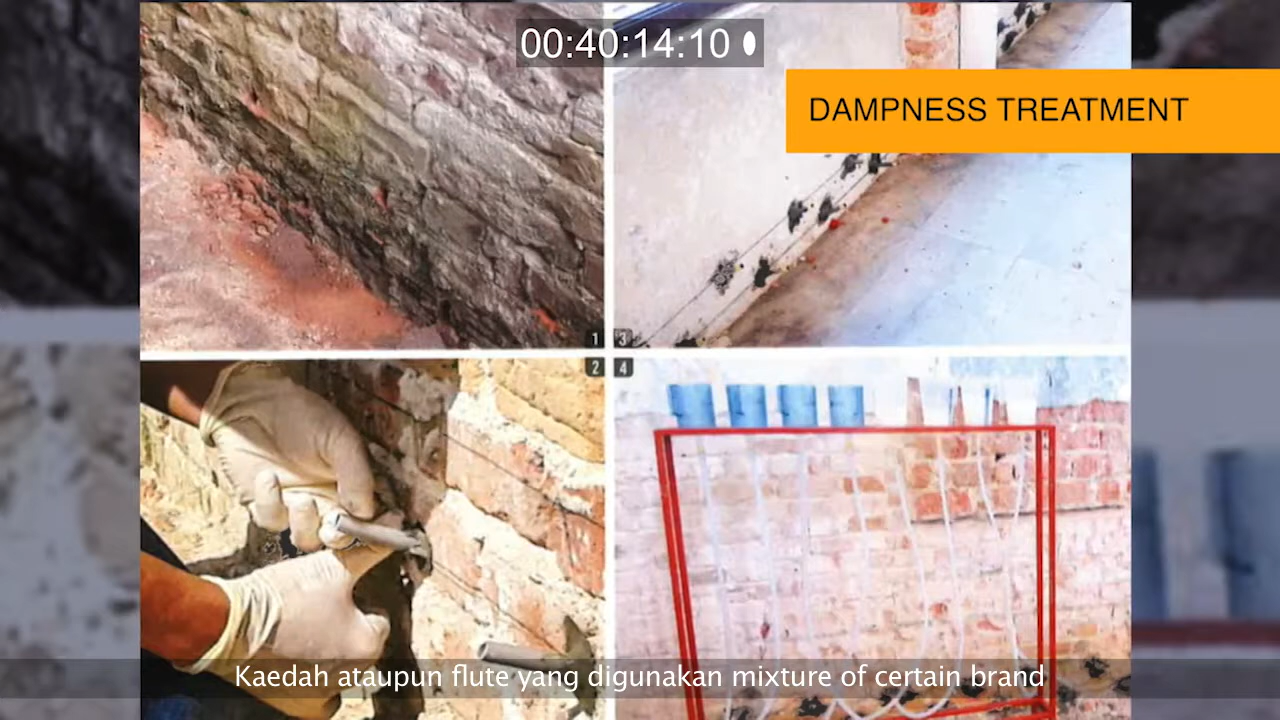 00:40:14:10
DAMPNESS TREATMENT
1
3
2
4
Kaedah ataupun flute yang digunakan mixture of certain brand